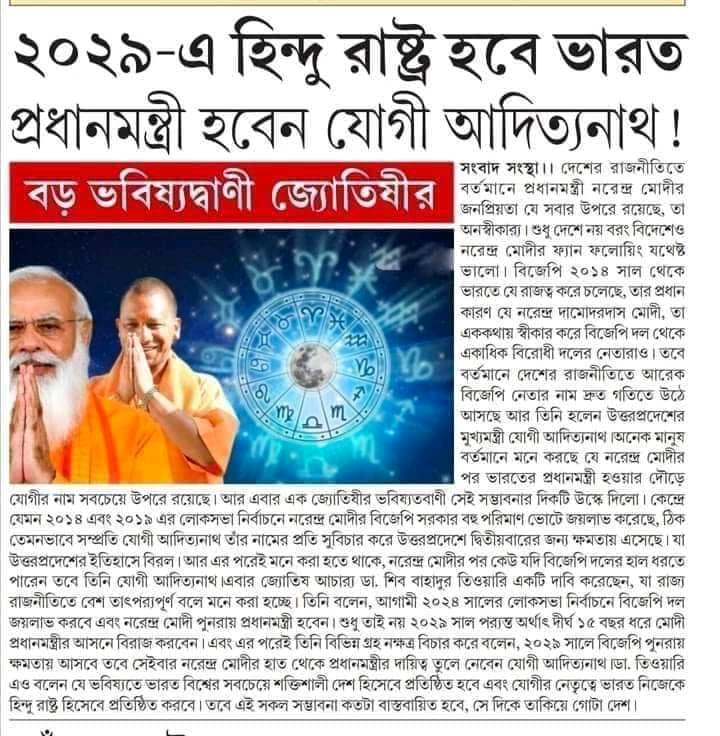 ২০২৯-এ হিন্দু রাষ্ট্র হবে ভারত
প্রধানমন্ত্রী হবেন যোগী আদিত্যনাথ !
বড় ভবিষ্যদ্বাণী জ্যোতিষীর
সংবাদ সংস্থা।। দেশের রাজনীতিতে
বর্তমানে প্রধানমন্ত্রী নরেন্দ্র মোদীর
জনপ্রিয়তা যে সবার উপরে রয়েছে, তা
অনস্বীকার্য। শুধু দেশে নয় বরং বিদেশেও
নরেন্দ্র মোদীর ফ্যান ফলোয়িং যথেষ্ট
ভালো। বিজেপি ২০১৪ সাল থেকে
ভারতে যে রাজত্ব করে চলেছে, তার প্রধান
কারণ যে নরেন্দ্র দামোদরদাস মোদী, তা
এককথায় স্বীকার করে বিজেপি দল থেকে
একাধিক বিরোধী দলের নেতারাও। তবে
বর্তমানে দেশের রাজনীতিতে আরেক
বিজেপি নেতার নাম দ্রুত গতিতে উঠে
আসছে আর তিনি হলেন উত্তরপ্রদেশের
মুখ্যমন্ত্রী যোগী আদিত্যনাথ।অনেক মানুষ
বর্তমানে মনে করছে যে নরেন্দ্র মোদীর
পর ভারতের প্রধানমন্ত্রী হওয়ার দৌড়ে
যোগীর নাম সবচেয়ে উপরে রয়েছে। আর এবার এক জ্যোতিষীর ভবিষ্যতবাণী সেই সম্ভাবনার দিকটি উস্কে দিলো। কেন্দ্রে
যেমন ২০১৪ এবং ২০১৯ এর লোকসভা নির্বাচনে নরেন্দ্র মোদীর বিজেপি সরকার বহু পরিমাণ ভোটে জয়লাভ করেছে, ঠিক
তেমনভাবে সম্প্রতি যোগী আদিত্যনাথ তাঁর নামের প্রতি সুবিচার করে উত্তরপ্রদেশে দ্বিতীয়বারের জন্য ক্ষমতায় এসেছে। যা
উত্তরপ্রদেশের ইতিহাসে বিরল। আর এর পরেই মনে করা হতে থাকে, নরেন্দ্র মোদীর পর কেউ যদি বিজেপি দলের হাল ধরতে
পারেন তবে তিনি যোগী আদিত্যনাথ।এবার জ্যোতিষ আচার্য্য ডা. শিব বাহাদুর তিওয়ারি একটি দাবি করেছেন, যা রাজ্য
রাজনীতিতে বেশ তাৎপর্যপূর্ণ বলে মনে করা হচ্ছে। তিনি বলেন, আগামী ২০২৪ সালের লোকসভা নির্বাচনে বিজেপি দল
জয়লাভ করবে এবং নরেন্দ্র মোদী পুনরায় প্রধানমন্ত্রী হবেন। শুধু তাই নয় ২০২৯ সাল পর্যন্ত অর্থাৎ দীর্ঘ ১৫ বছর ধরে মোদী
প্রধানমন্ত্রীর আসনে বিরাজ করবেন। এবং এর পরেই তিনি বিভিন্ন গ্রহ নক্ষত্র বিচার করে বলেন, ২০২৯ সালে বিজেপি পুনরায়
ক্ষমতায় আসবে তবে সেইবার নরেন্দ্র মোদীর হাত থেকে প্রধানমন্ত্রীর দায়িত্ব তুলে নেবেন যোগী আদিত্যনাথ।ডা. তিওয়ারি
এও বলেন যে ভবিষ্যতে ভারত বিশ্বের সবচেয়ে শক্তিশালী দেশ হিসেবে প্রতিষ্ঠিত হবে এবং যোগীর নেতৃত্বে ভারত নিজেকে
হিন্দু রাষ্ট্র হিসেবে প্রতিষ্ঠিত করবে। তবে এই সকল সম্ভাবনা কতটা বাস্তবায়িত হবে, সে দিকে তাকিয়ে গোটা দেশ।